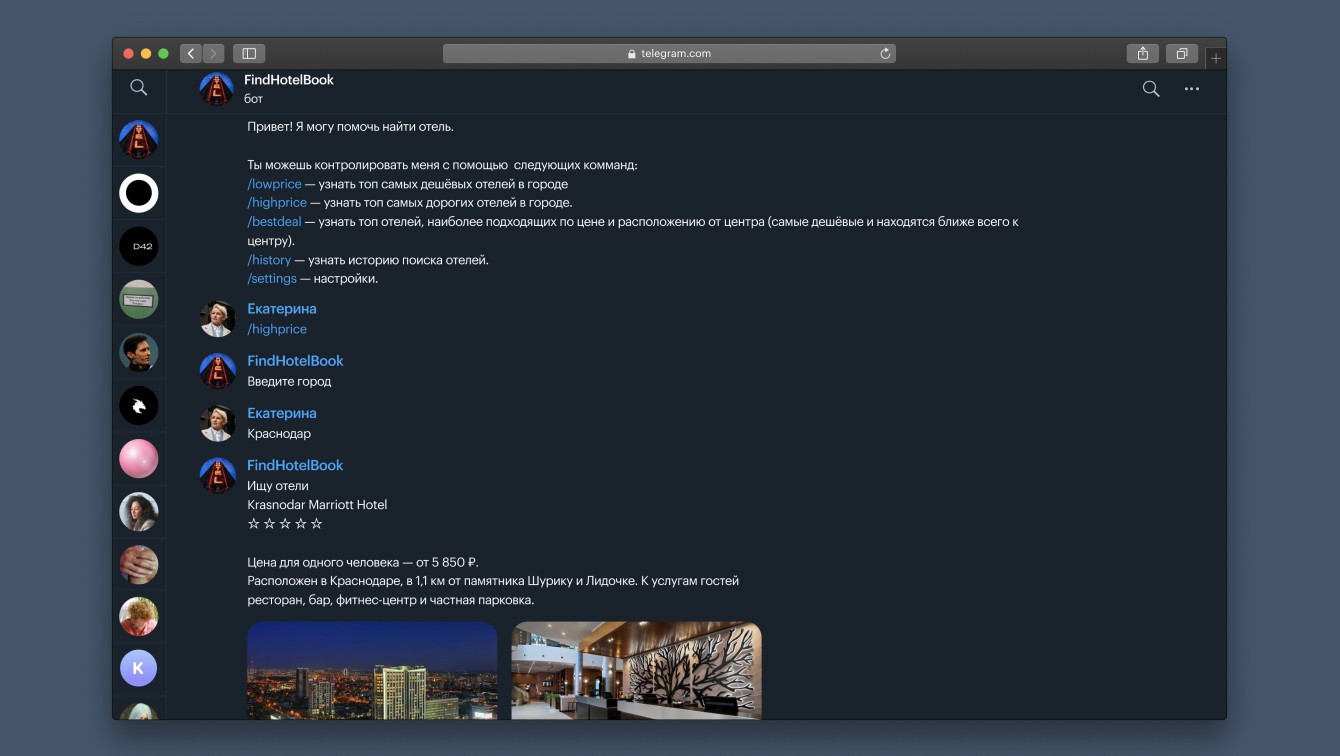 telegram.com
FindHotelBook
бот
Привет! Я могу помочь найти отель.
Ты можешь контролировать меня с помощью следующих комманд:
/lowprice — узнать топ самых дешёвых отелей в городе
/highprice — узнать топ самых дорогих отелей в городе.
/bestdeal — узнать топ отелей, наиболее подходящих по цене и расположению от центра (самые дешёвые и находятся ближе всего к
центру).
/history — узнать историю поиска отелей.
/settings — настройки.
Екатерина
/highprice
FindHotelBook
Введите город
Екатерина
Краснодар
FindHotelBook
Ищу отели
Krasnodar Marriott Hotel
☆ ☆ ☆ ☆ ☆
Цена для одного человека — от 5 850 ₽.
Расположен в Краснодаре, в 1,1 км от памятника Шурику и Лидочке. К услугам гостей
ресторан, бар, фитнес-центр и частная парковка.
D42
K